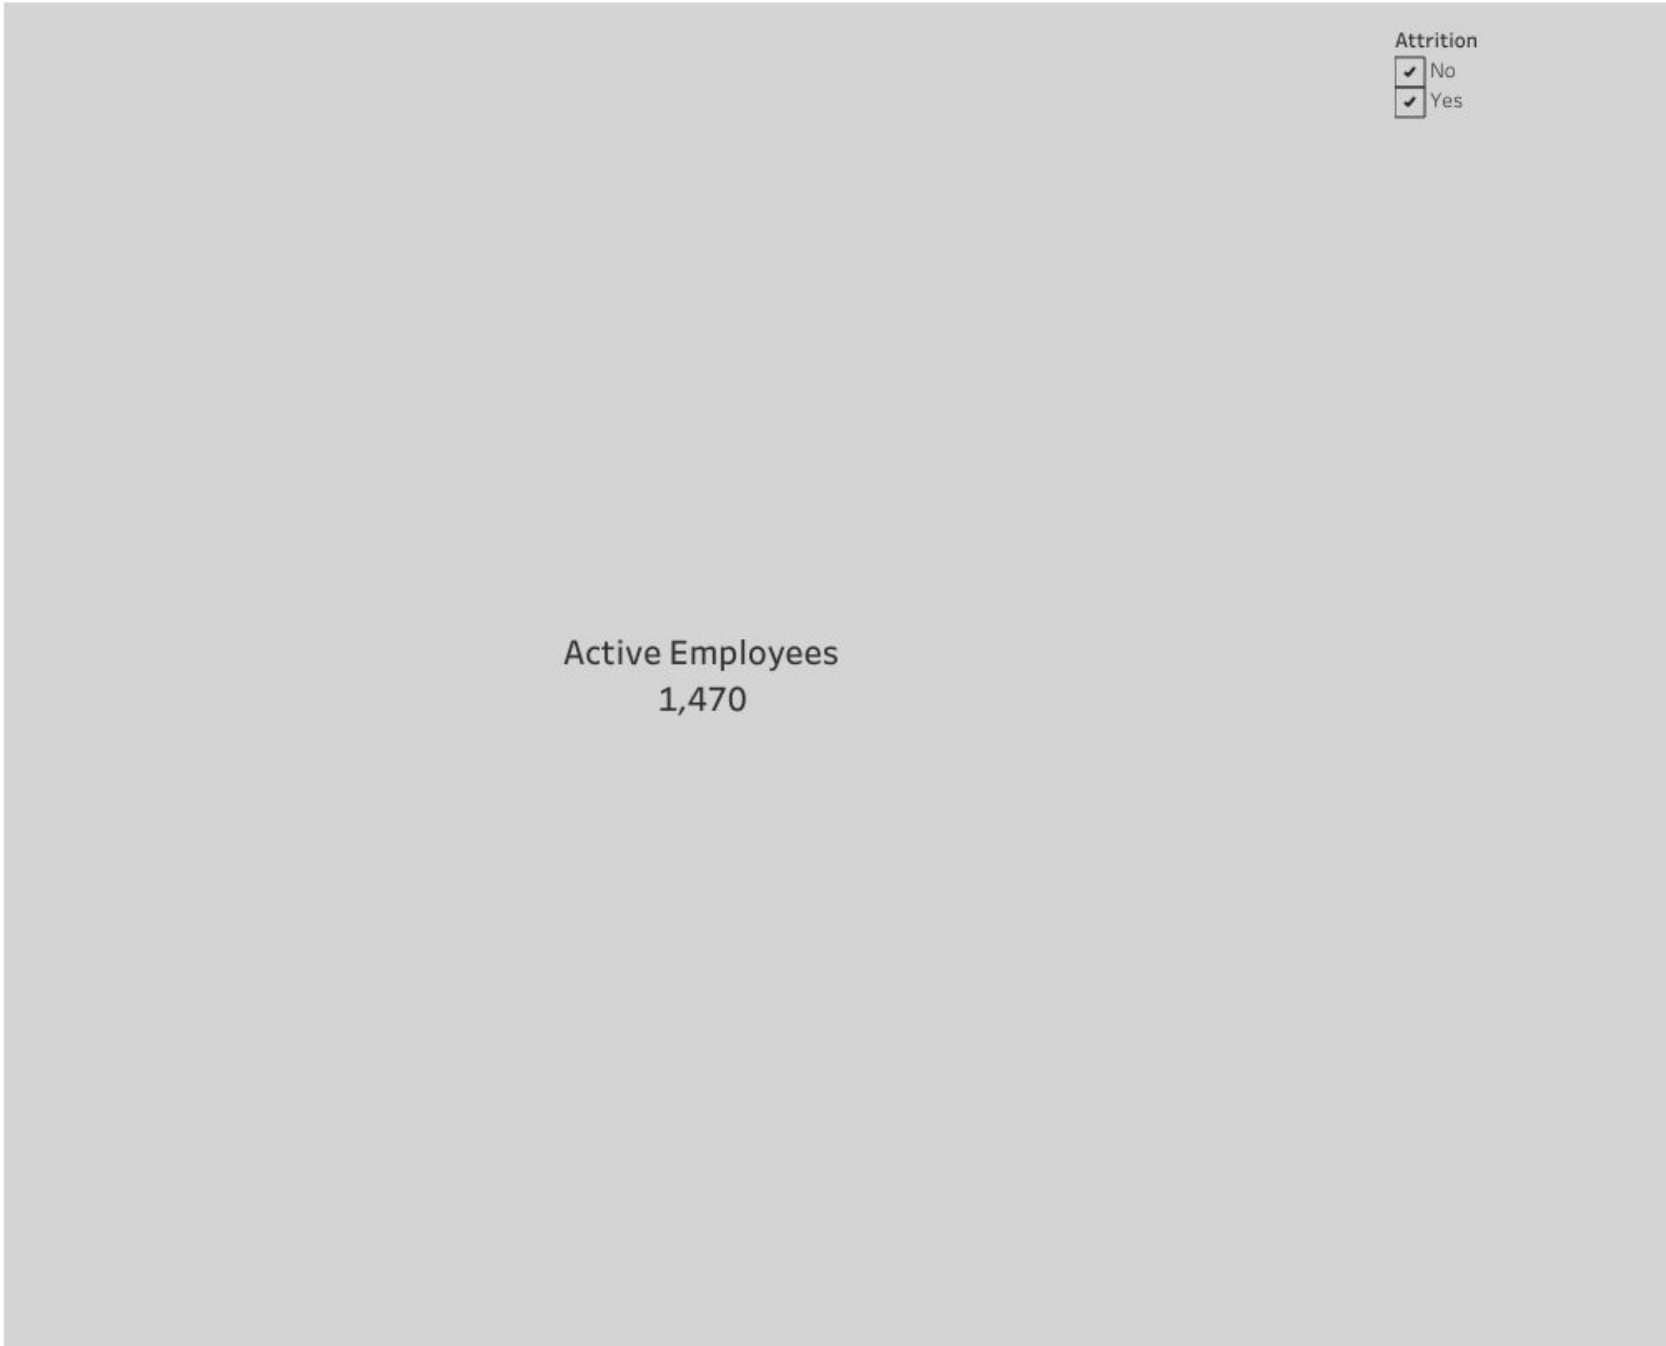 Attrition
No
Yes
Active Employees
1,470